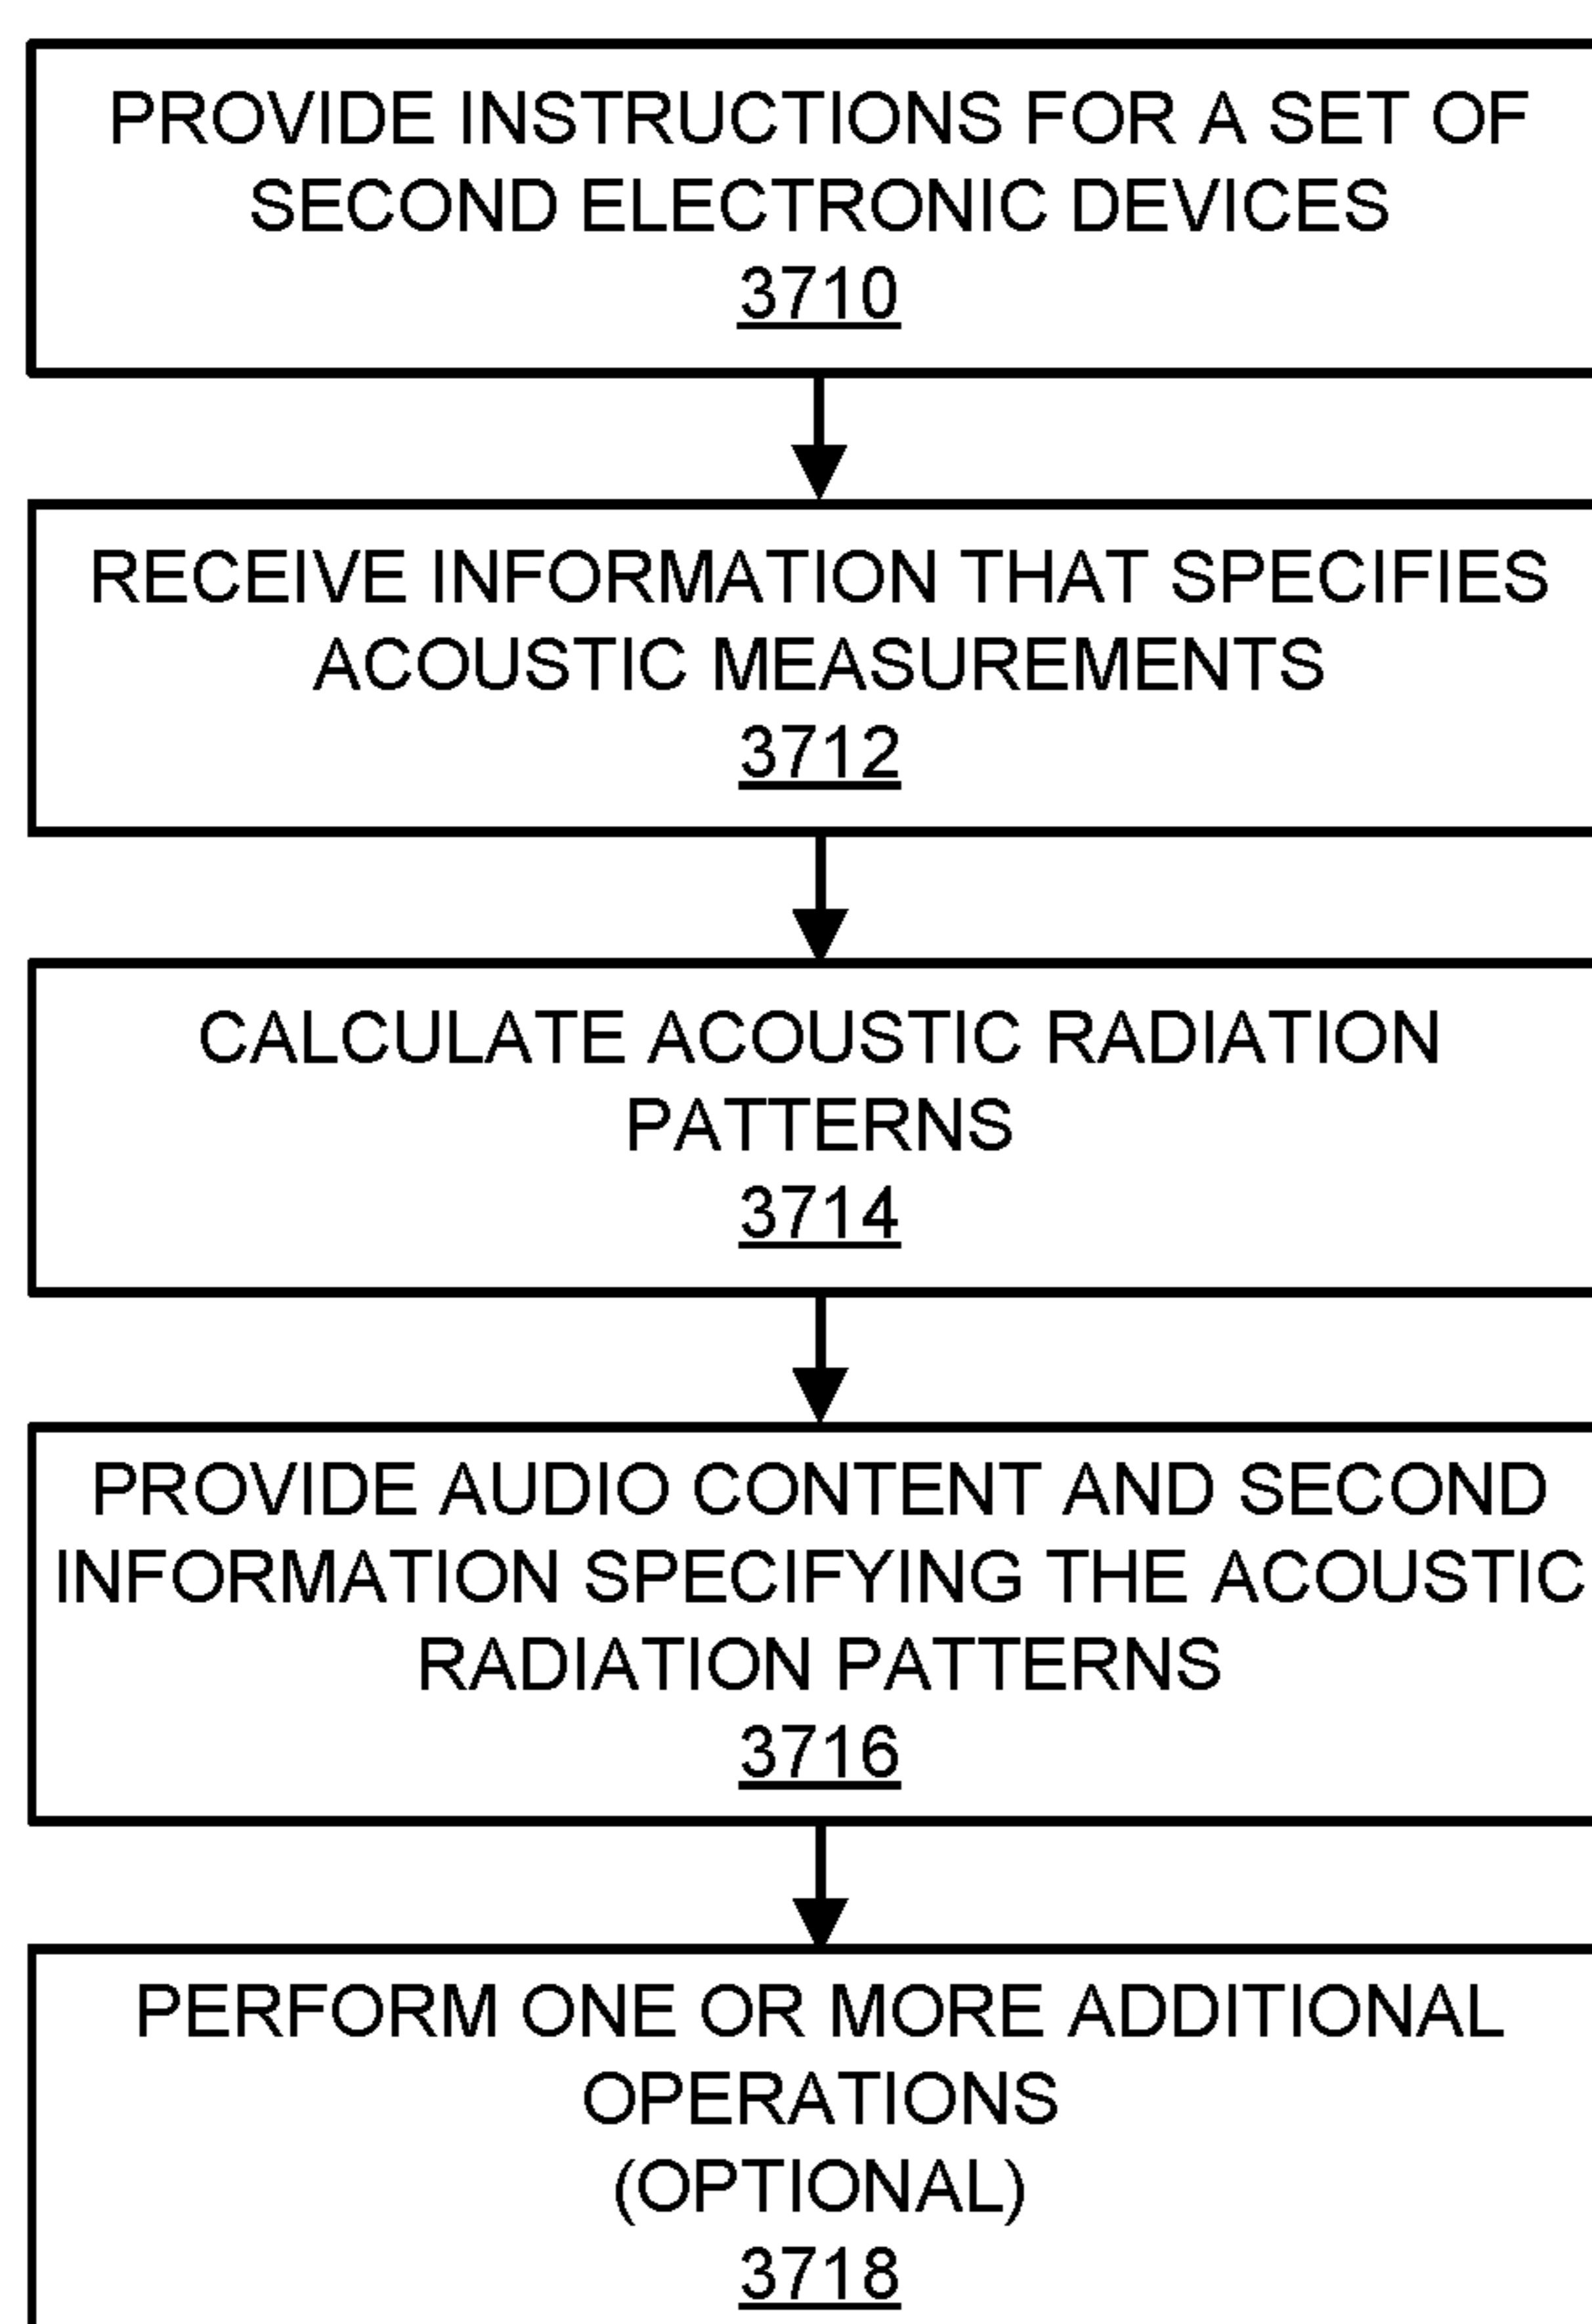 PROVIDE INSTRUCTIONS FOR A SET OF
SECOND ELECTRONIC DEVICES
3710
RECEIVE INFORMATION THAT SPECIFIES
ACOUSTIC MEASUREMENTS
3712
CALCULATE ACOUSTIC RADIATION
PATTERNS
3714
PROVIDE AUDIO CONTENT AND SECOND
INFORMATION SPECIFYING THE ACOUSTIC
RADIATION PATTERNS
3716
PERFORM ONE OR MORE ADDITIONAL
OPERATIONS
(OPTIONAL)
3718